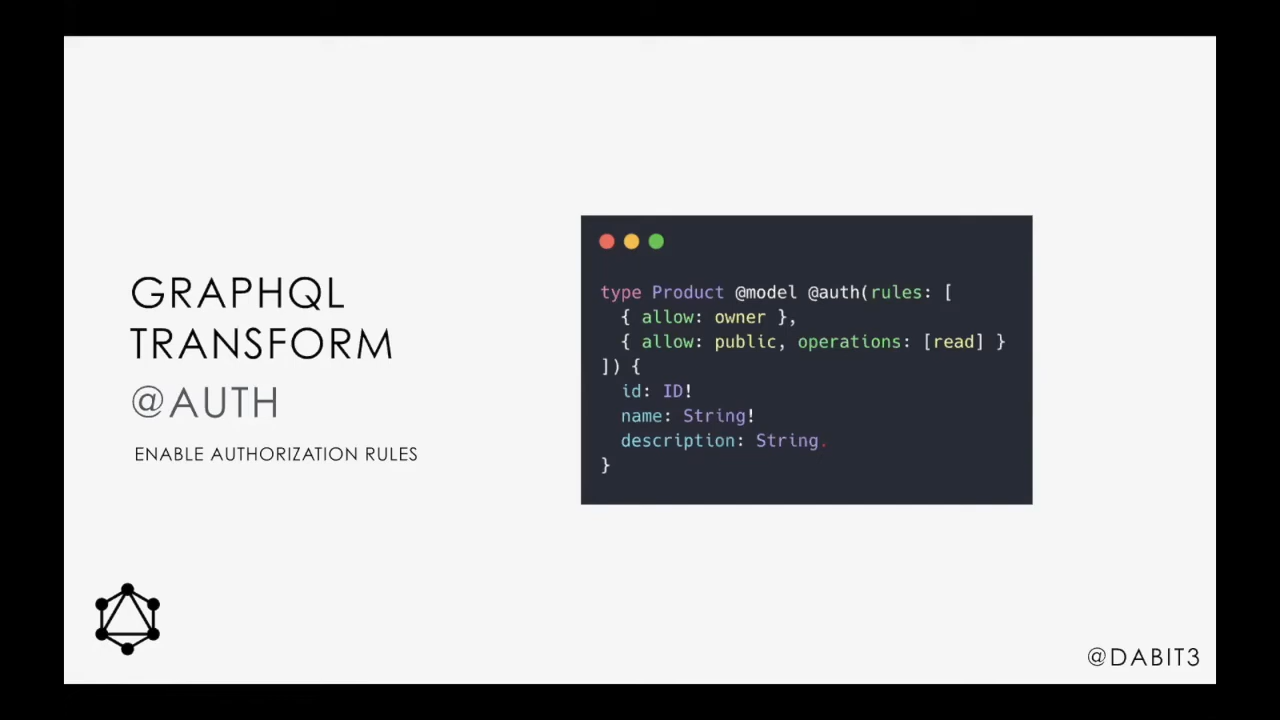 GRAPHQL
TRANSFORM
@AUTH
ENABLE AUTHORIZATION RULES
type Product @model @auth(rules: [
  { allow: owner },
  { allow: public, operations: [read] }
]) {
  id: ID!
  name: String!
  description: String.
}
@DABIT3